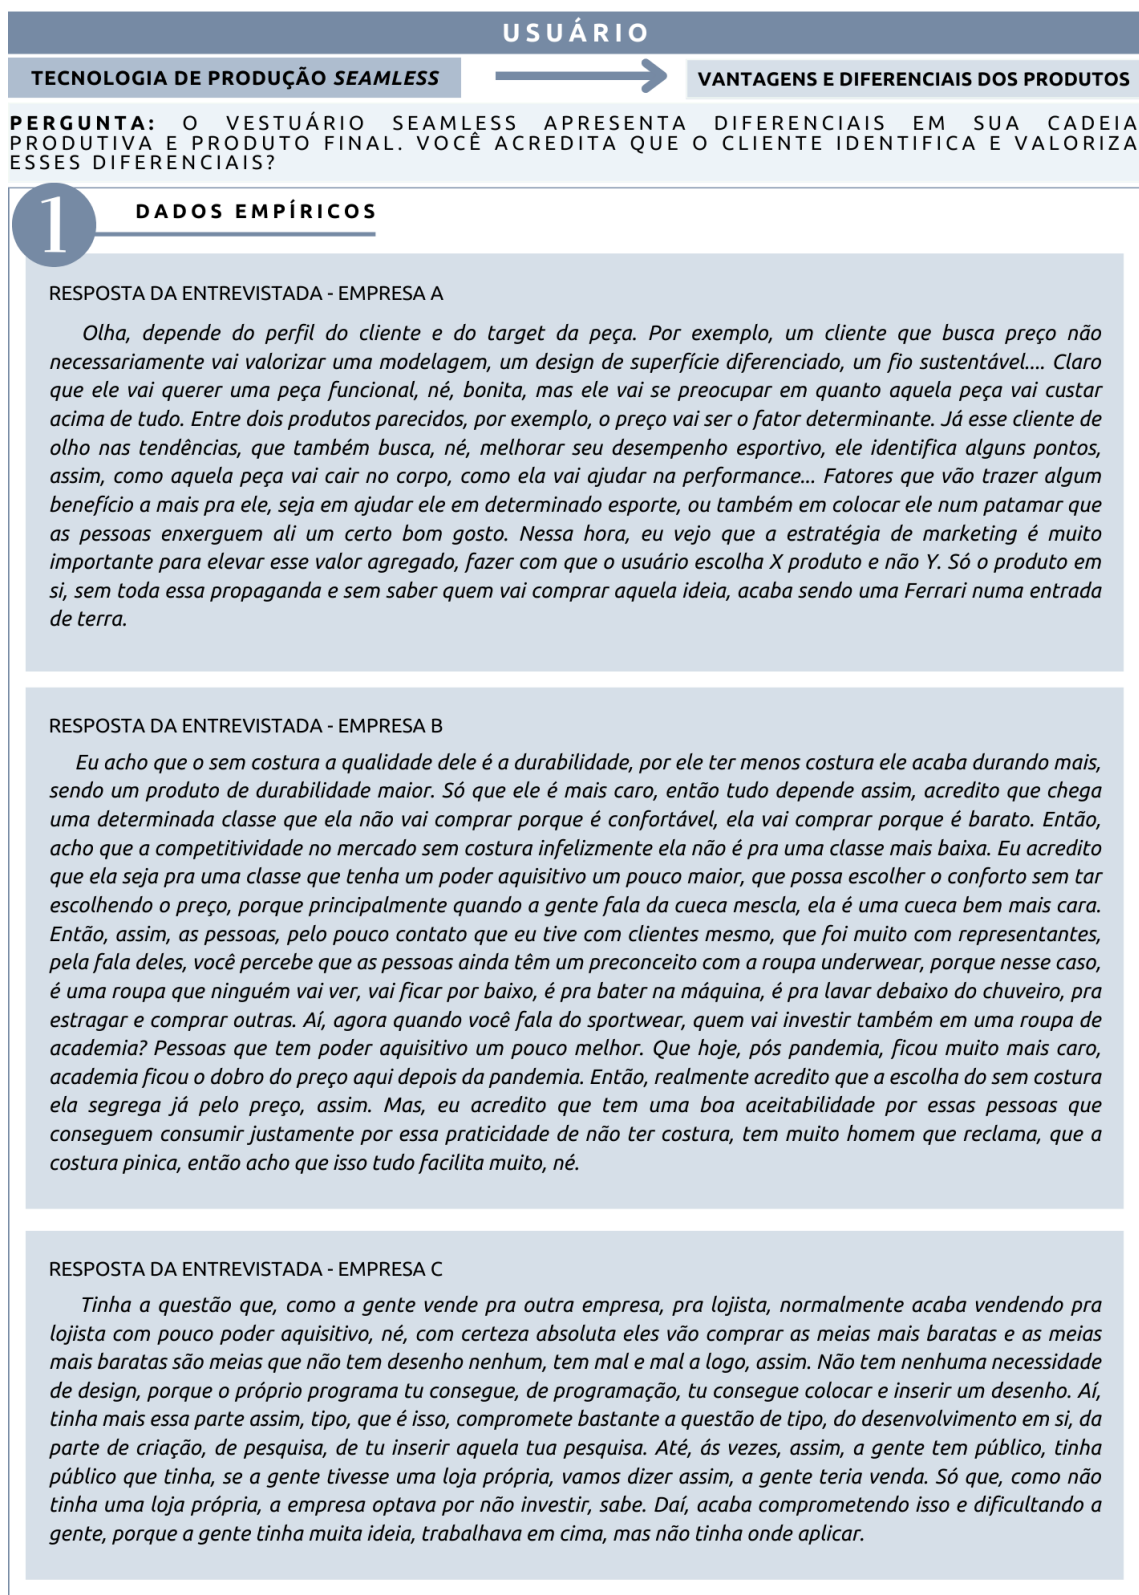 USUÁRIO
TECNOLOGIA DE PRODUÇÃO SEAMLESS
VANTAGENS E DIFERENCIAIS DOS PRODUTOS
PERGUNTA: O VESTUÁRIO SEAMLESS APRESENTA DIFERENCIAIS EM SUA CADEIA
PRODUTIVA E PRODUTO FINAL. VOCÊ ACREDITA QUE O CLIENTE IDENTIFICA E VALORIZA
ESSES DIFERENCIAIS?
1
DADOS EMPÍRICOS
RESPOSTA DA ENTREVISTADA - EMPRESA A
Olha, depende do perfil do cliente e do target da peça. Por exemplo, um cliente que busca preço não
necessariamente vai valorizar uma modelagem, um design de superfície diferenciado, um fio sustentável.... Claro
que ele vai querer uma peça funcional, né, bonita, mas ele vai se preocupar em quanto aquela peça vai custar
acima de tudo. Entre dois produtos parecidos, por exemplo, o preço vai ser o fator determinante. Já esse cliente de
olho nas tendências, que também busca, né, melhorar seu desempenho esportivo, ele identifica alguns pontos,
assim, como aquela peça vai cair no corpo, como ela vai ajudar na performance... Fatores que vão trazer algum
benefício a mais pra ele, seja em ajudar ele em determinado esporte, ou também em colocar ele num patamar que
as pessoas enxerguem ali um certo bom gosto. Nessa hora, eu vejo que a estratégia de marketing é muito
importante para elevar esse valor agregado, fazer com que o usuário escolha X produto e não Y. Só o produto em
si, sem toda essa propaganda e sem saber quem vai comprar aquela ideia, acaba sendo uma Ferrari numa entrada
de terra.
RESPOSTA DA ENTREVISTADA - EMPRESA B
Eu acho que o sem costura a qualidade dele é a durabilidade, por ele ter menos costura ele acaba durando mais,
sendo um produto de durabilidade maior. Só que ele é mais caro, então tudo depende assim, acredito que chega
uma determinada classe que ela não vai comprar porque é confortável, ela vai comprar porque é barato. Então,
acho que a competitividade no mercado sem costura infelizmente ela não é pra uma classe mais baixa. Eu acredito
que ela seja pra uma classe que tenha um poder aquisitivo um pouco maior, que possa escolher o conforto sem tar
escolhendo o preço, porque principalmente quando a gente fala da cueca mescla, ela é uma cueca bem mais cara.
Então, assim, as pessoas, pelo pouco contato que eu tive com clientes mesmo, que foi muito com representantes,
pela fala deles, você percebe que as pessoas ainda têm um preconceito com a roupa underwear, porque nesse caso,
é uma roupa que ninguém vai ver, vai ficar por baixo, é pra bater na máquina, é pra lavar debaixo do chuveiro, pra
estragar e comprar outras. Aí, agora quando você fala do sportwear, quem vai investir também em uma roupa de
academia? Pessoas que tem poder aquisitivo um pouco melhor. Que hoje, pós pandemia, ficou muito mais caro,
academia ficou o dobro do preço aqui depois da pandemia. Então, realmente acredito que a escolha do sem costura
ela segrega já pelo preço, assim. Mas, eu acredito que tem uma boa aceitabilidade por essas pessoas que
conseguem consumir justamente por essa praticidade de não ter costura, tem muito homem que reclama, que a
costura pinica, então acho que isso tudo facilita muito, né.
RESPOSTA DA ENTREVISTADA - EMPRESA C
Tinha a questão que, como a gente vende pra outra empresa, pra lojista, normalmente acaba vendendo pra
lojista com pouco poder aquisitivo, né, com certeza absoluta eles vão comprar as meias mais baratas e as meias
mais baratas são meias que não tem desenho nenhum, tem mal e mal a logo, assim. Não tem nenhuma necessidade
de design, porque o próprio programa tu consegue, de programação, tu consegue colocar e inserir um desenho. Aí,
tinha mais essa parte assim, tipo, que é isso, compromete bastante a questão de tipo, do desenvolvimento em si, da
parte de criação, de pesquisa, de tu inserir aquela tua pesquisa. Até, ás vezes, assim, a gente tem público, tinha
público que tinha, se a gente tivesse uma loja própria, vamos dizer assim, a gente teria venda. Só que, como não
tinha uma loja própria, a empresa optava por não investir, sabe. Daí, acaba comprometendo isso e dificultando a
gente, porque a gente tinha muita ideia, trabalhava em cima, mas não tinha onde aplicar.